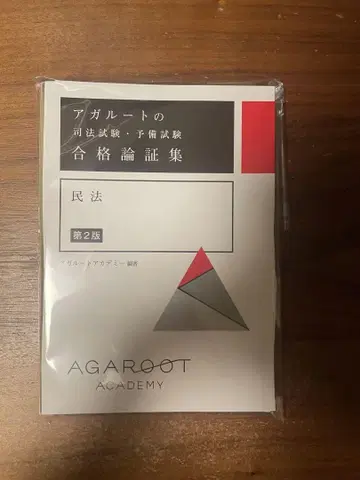 アガルートの
司法試験・予備試験
合格論証集
民法
第2版
アガルートアカデミー 編著
AGAROOT
ACADEMY